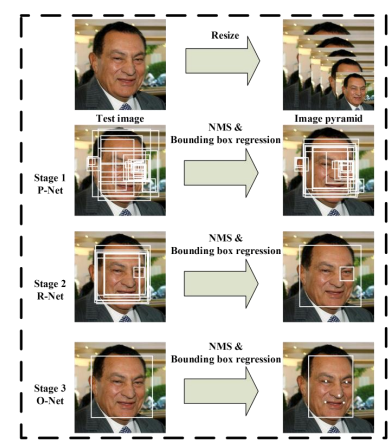 Resize
Test image
Image pyramid
NMS &
Bounding box regression
Stage 1
P-Net
NMS &
Bounding box regression
Stage 2
R-Net
NMS &
Bounding box regression
Stage 3
O-Net